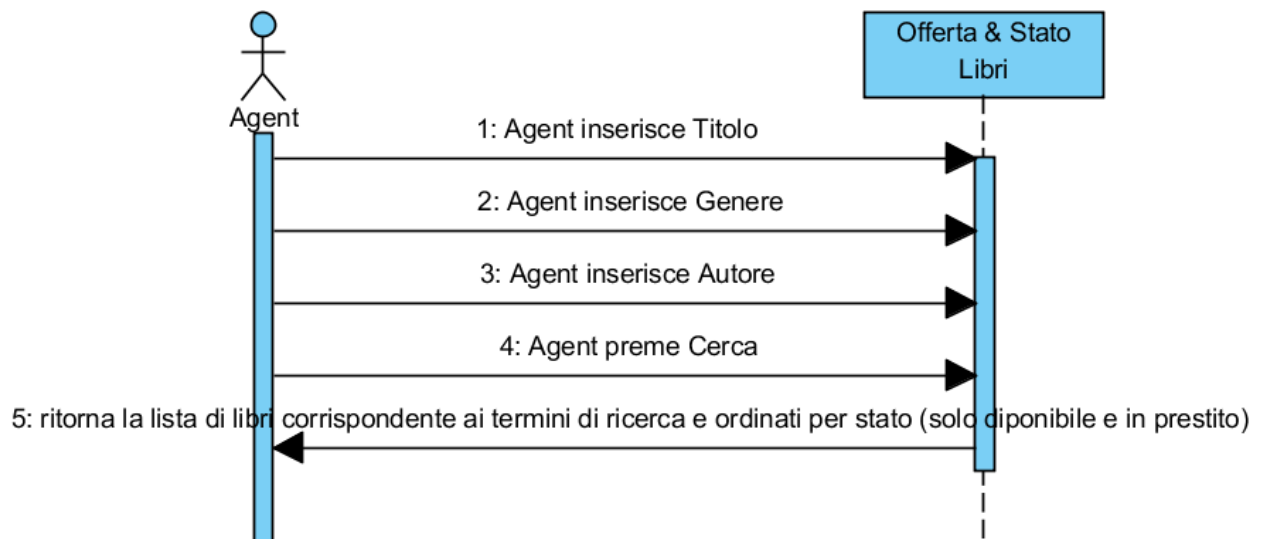 Offerta & Stato
Libri
Agent
1: Agent inserisce Titolo
2: Agent inserisce Genere
3: Agent inserisce Autore
4: Agent preme Cerca
5: ritorna la lista di libri corrispondente ai termini di ricerca e ordinati per stato (solo diponibile e in prestito)